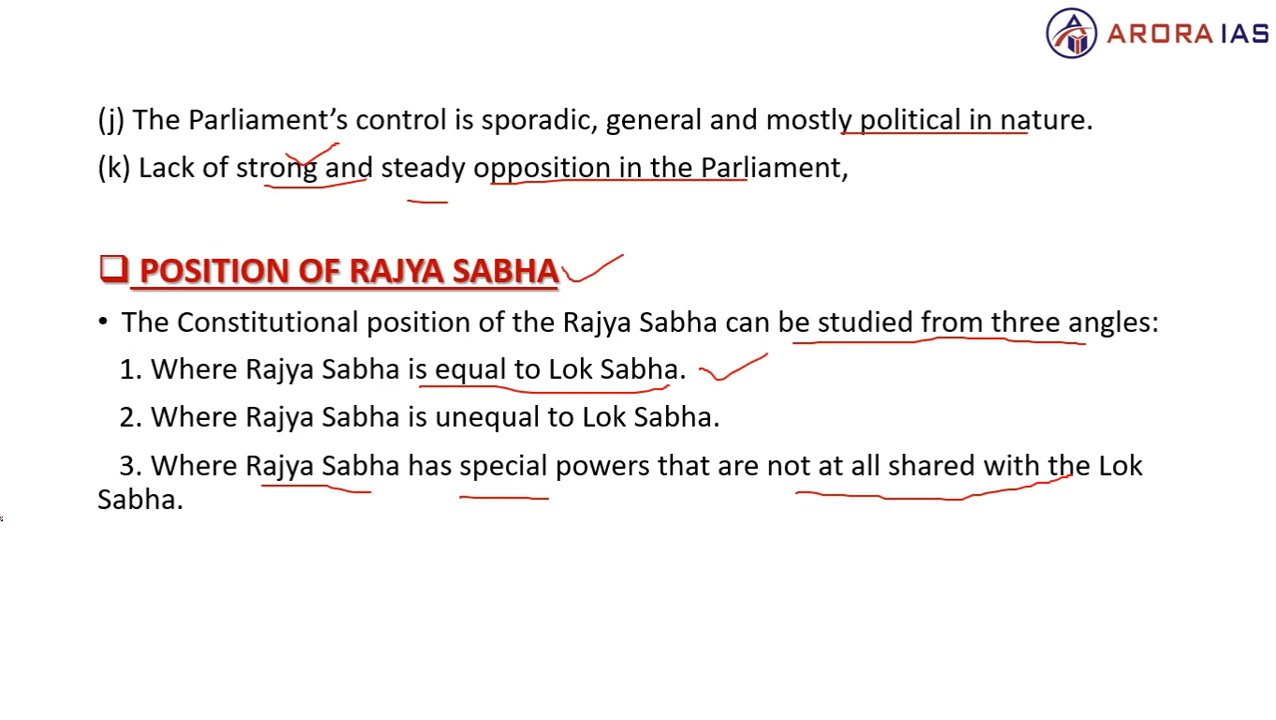 ARORA IAS
(j) The Parliament’s control is sporadic, general and mostly political in nature.
(k) Lack of strong and steady opposition in the Parliament,
POSITION OF RAJYA SABHA
• The Constitutional position of the Rajya Sabha can be studied from three angles:
1. Where Rajya Sabha is equal to Lok Sabha.
2. Where Rajya Sabha is unequal to Lok Sabha.
3. Where Rajya Sabha has special powers that are not at all shared with the Lok
Sabha.